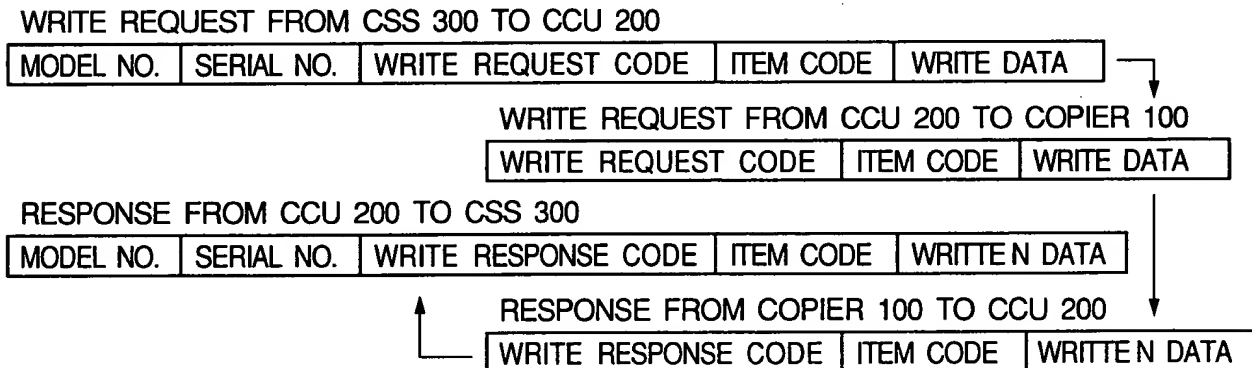 WRITE REQUEST FROM CSS 300 TO CCU 200
MODEL NO. SERIAL NO. WRITE REQUEST CODE ITEM CODE WRITE DATA
WRITE REQUEST FROM CCU 200 TO COPIER 100
WRITE REQUEST CODE ITEM CODE WRITE DATA
RESPONSE FROM CCU 200 TO CSS 300
MODEL NO. SERIAL NO. WRITE RESPONSE CODE ITEM CODE WRITTEN DATA
RESPONSE FROM COPIER 100 TO CCU 200
WRITE RESPONSE CODE ITEM CODE WRITTEN DATA